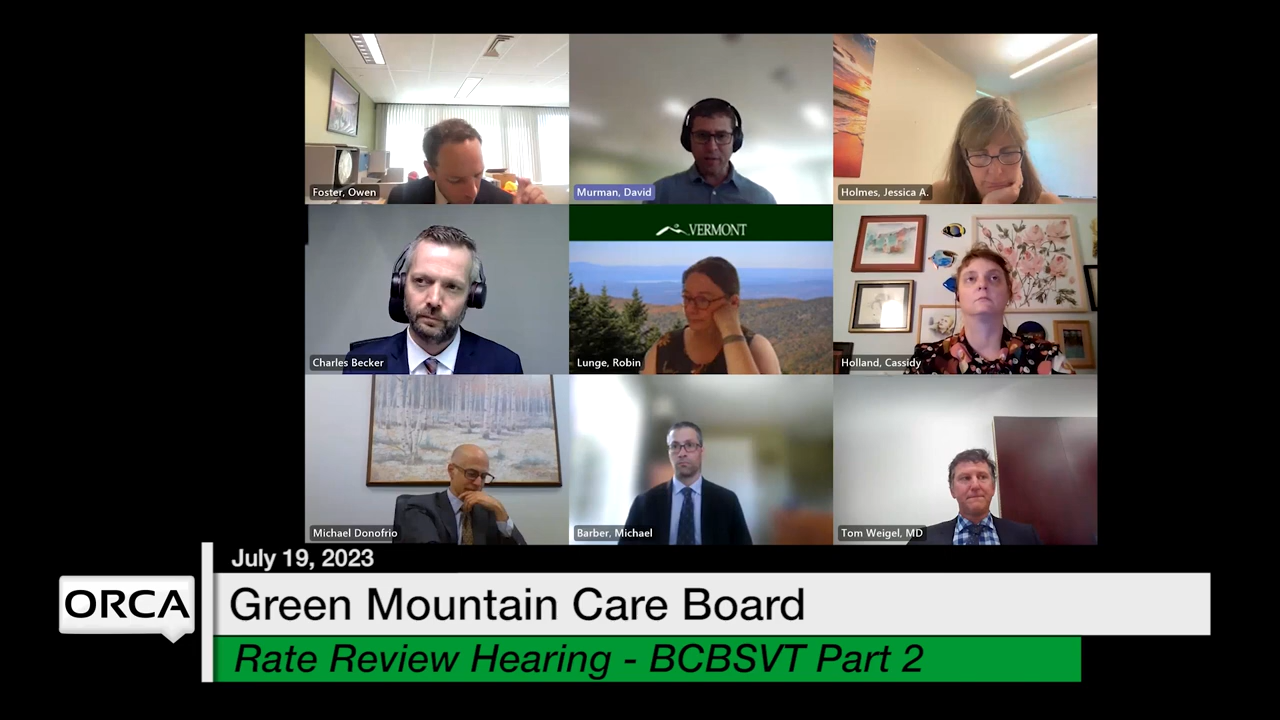 Foster, Owen
Murman, David
Holmes, Jessica A.
VERMONT
Charles Becker
Lunge, Robin
Holland, Cassidy
Michael Donofrio
Barber, Michael
Tom Weigel, MD
July 19, 2023
ORCA
Green Mountain Care Board
Rate Review Hearing - BCBSVT Part 2